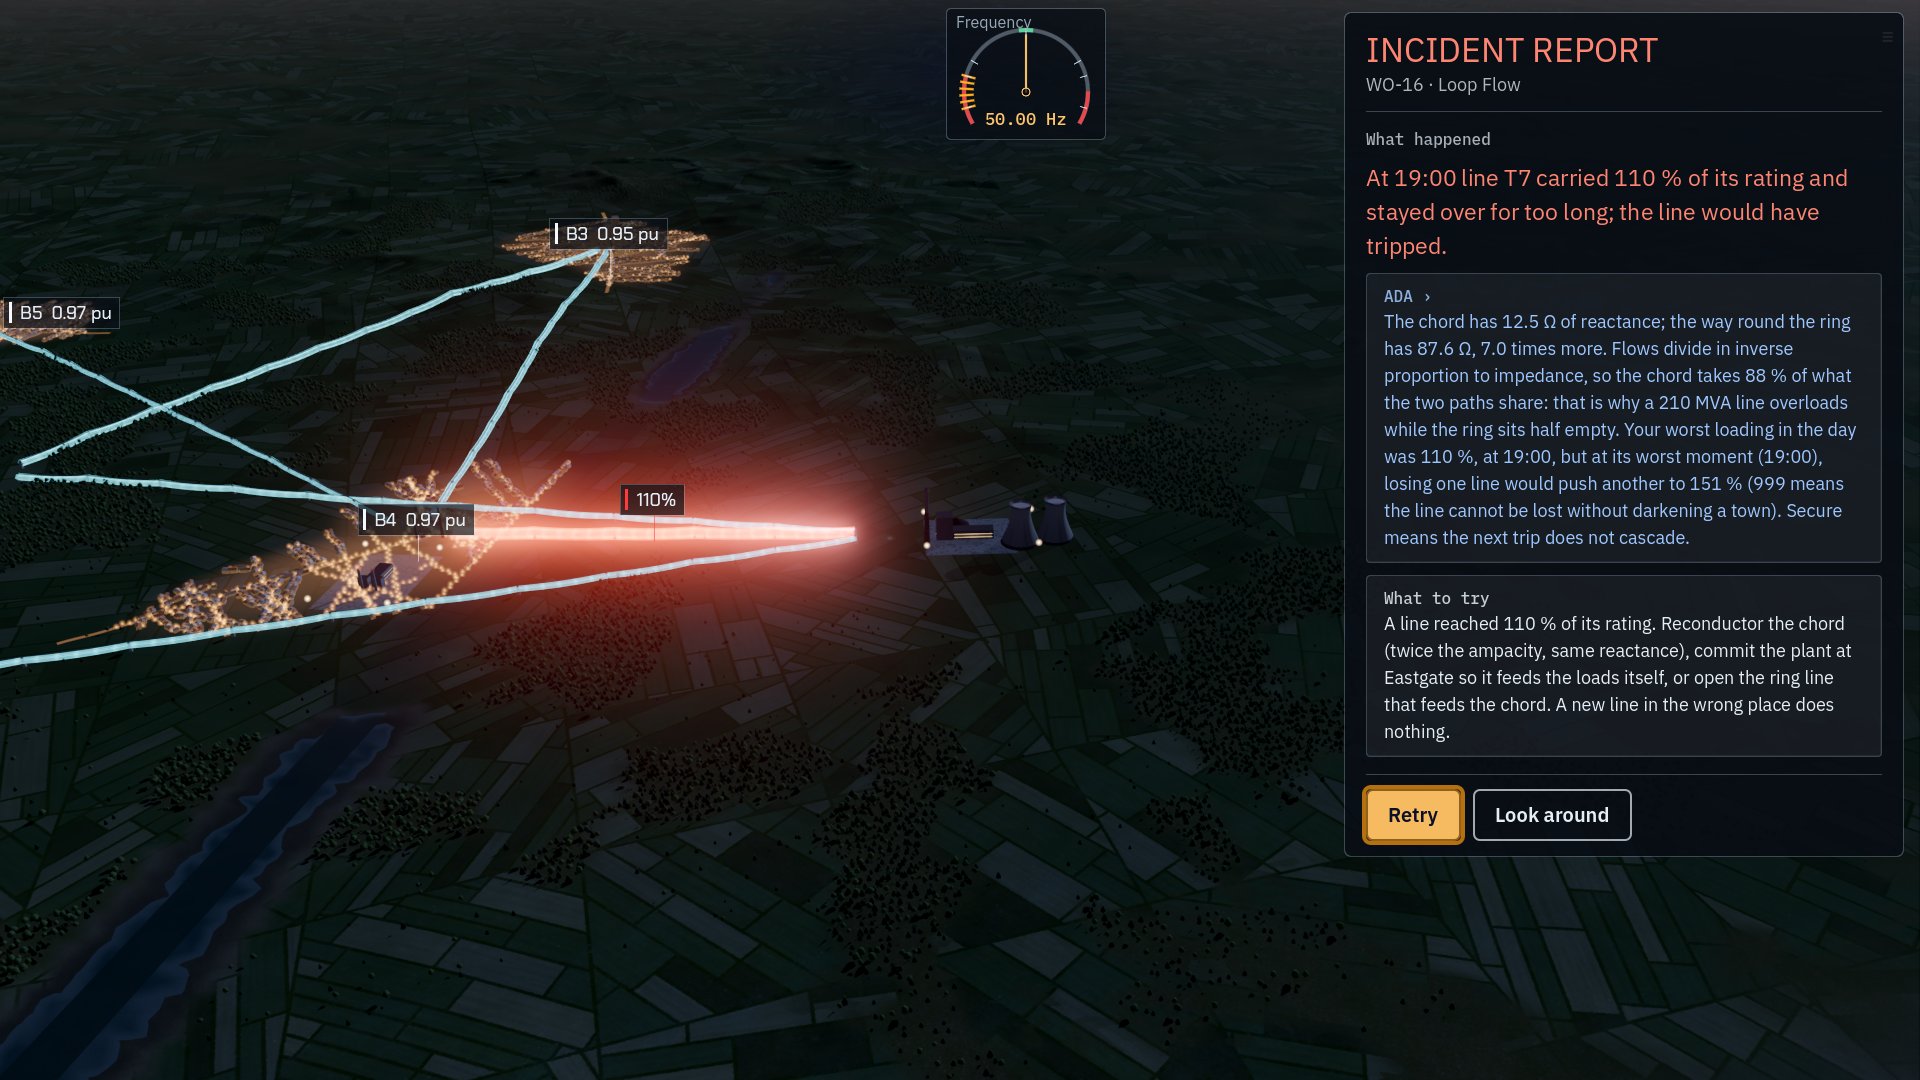 Frequency
50.00 Hz
B3 0.95 pu
B5 0.97 pu
110%
B4 0.97 pu
INCIDENT REPORT
WO-16 · Loop Flow
What happened
At 19:00 line T7 carried 110 % of its rating and
stayed over for too long; the line would have
tripped.
ADA ›
The chord has 12.5 Ω of reactance; the way round the ring
has 87.6 Ω, 7.0 times more. Flows divide in inverse
proportion to impedance, so the chord takes 88 % of what
the two paths share: that is why a 210 MVA line overloads
while the ring sits half empty. Your worst loading in the day
was 110 %, at 19:00, but at its worst moment (19:00),
losing one line would push another to 151 % (999 means
the line cannot be lost without darkening a town). Secure
means the next trip does not cascade.
What to try
A line reached 110 % of its rating. Reconductor the chord
(twice the ampacity, same reactance), commit the plant at
Eastgate so it feeds the loads itself, or open the ring line
that feeds the chord. A new line in the wrong place does
nothing.
Retry
Look around